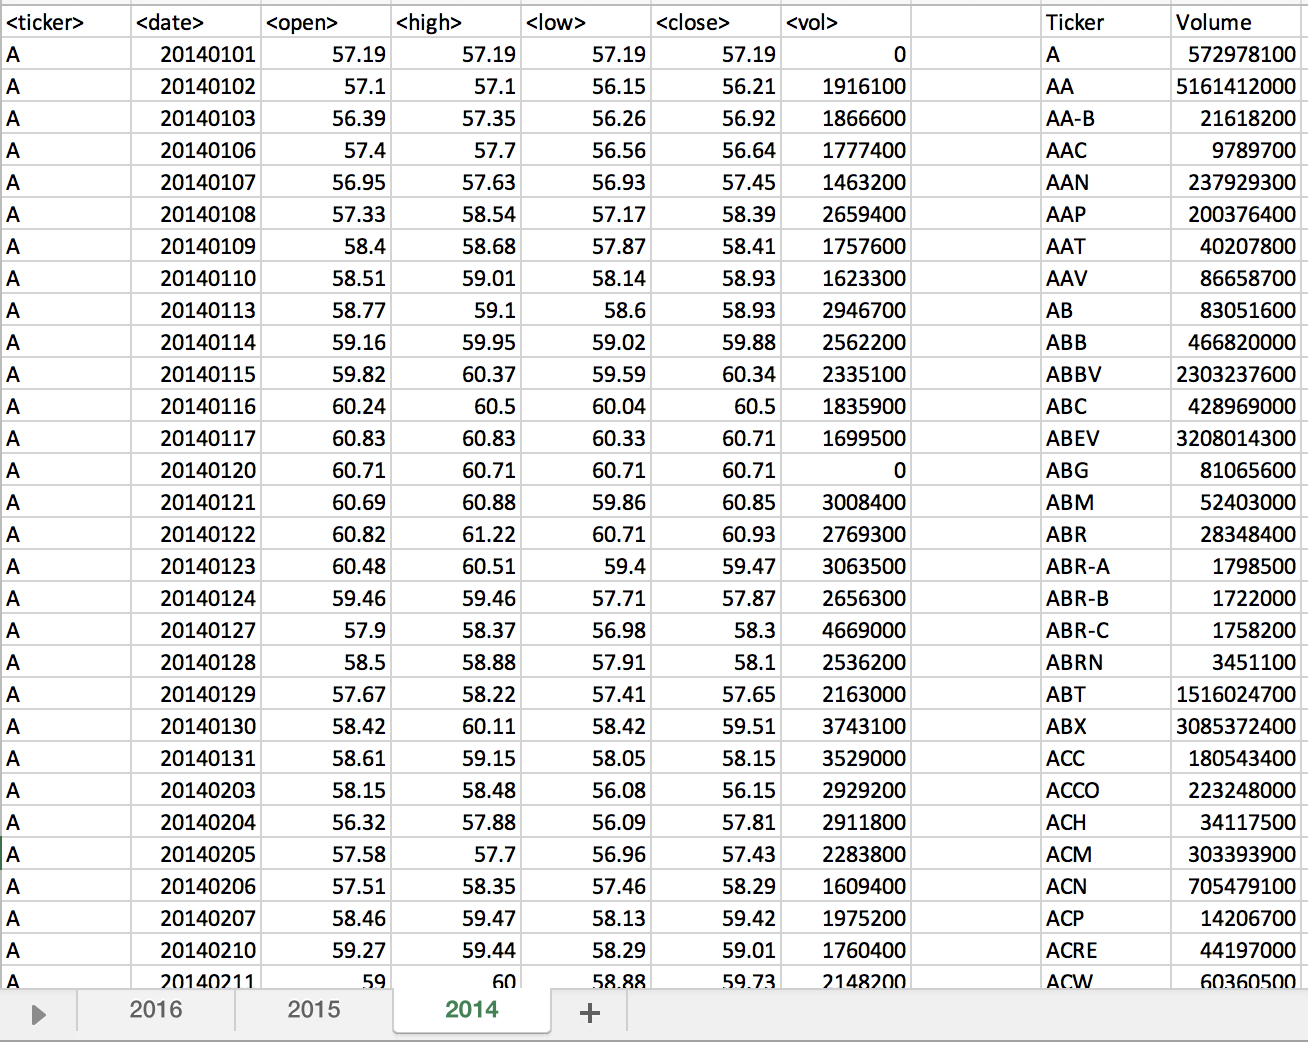 <ticker> <date> <open> <high> <low> <close> <vol> Ticker Volume
A 20140101 57.19 57.19 57.19 57.19 0 A 572978100
A 20140102 57.1 57.1 56.15 56.21 1916100 AA 5161412000
A 20140103 56.39 57.35 56.26 56.92 1866600 AA-B 21618200
A 20140106 57.4 57.7 56.56 56.64 1777400 AAC 9789700
A 20140107 56.95 57.63 56.93 57.45 1463200 AAN 237929300
A 20140108 57.33 58.54 57.17 58.39 2659400 AAP 200376400
A 20140109 58.4 58.68 57.87 58.41 1757600 AAT 40207800
A 20140110 58.51 59.01 58.14 58.93 1623300 AAV 86658700
A 20140113 58.77 59.1 58.6 58.93 2946700 AB 83051600
A 20140114 59.16 59.95 59.02 59.88 2562200 ABB 466820000
A 20140115 59.82 60.37 59.59 60.34 2335100 ABBV 2303237600
A 20140116 60.24 60.5 60.04 60.5 1835900 ABC 428969000
A 20140117 60.83 60.83 60.33 60.71 1699500 ABEV 3208014300
A 20140120 60.71 60.71 60.71 60.71 0 ABG 81065600
A 20140121 60.69 60.88 59.86 60.85 3008400 ABM 52403000
A 20140122 60.82 61.22 60.71 60.93 2769300 ABR 28348400
A 20140123 60.48 60.51 59.4 59.47 3063500 ABR-A 1798500
A 20140124 59.46 59.46 57.71 57.87 2656300 ABR-B 1722000
A 20140127 57.9 58.37 56.98 58.3 4669000 ABR-C 1758200
A 20140128 58.5 58.88 57.91 58.1 2536200 ABRN 3451100
A 20140129 57.67 58.22 57.41 57.65 2163000 ABT 1516024700
A 20140130 58.42 60.11 58.42 59.51 3743100 ABX 3085372400
A 20140131 58.61 59.15 58.05 58.15 3529000 ACC 180543400
A 20140203 58.15 58.48 56.08 56.15 2929200 ACCO 223248000
A 20140204 56.32 57.88 56.09 57.81 2911800 ACH 34117500
A 20140205 57.58 57.7 56.96 57.43 2283800 ACM 303393900
A 20140206 57.51 58.35 57.46 58.29 1609400 ACN 705479100
A 20140207 58.46 59.47 58.13 59.42 1975200 ACP 14206700
A 20140210 59.27 59.44 58.29 59.01 1760400 ACRE 44197000
A 20140211 59 60 58.88 59.73 2148200 ACW 60360500
2016 2015 2014 +